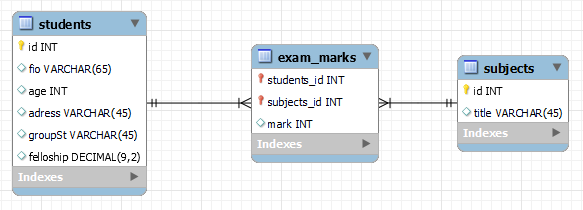 students
id INT
fio VARCHAR(65)
age INT
adress VARCHAR(45)
groupSt VARCHAR(45)
felloship DECIMAL(9,2)
Indexes
exam_marks
students_id INT
subjects_id INT
mark INT
Indexes
subjects
id INT
title VARCHAR(45)
Indexes